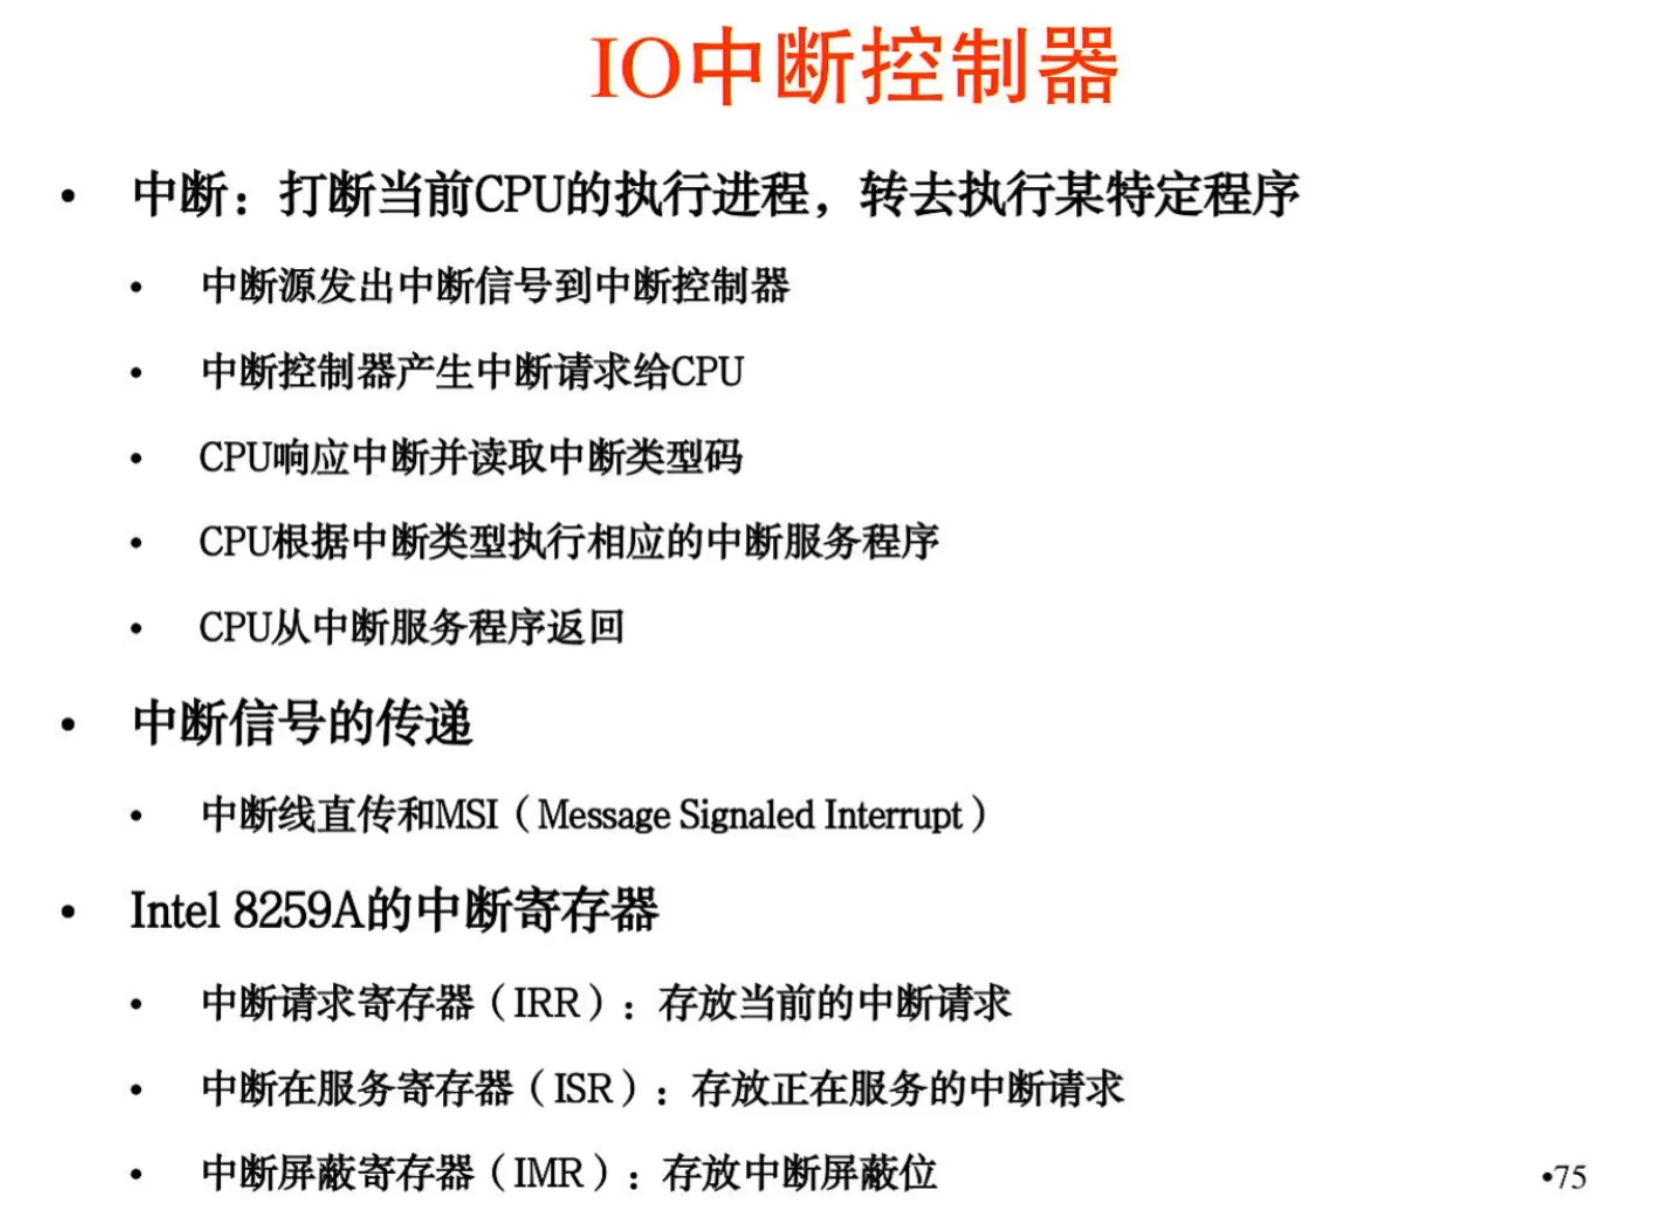 IO中断控制器
• 中断：打断当前CPU的执行进程，转去执行某特定程序
• 中断源发出中断信号到中断控制器
• 中断控制器产生中断请求给CPU
• CPU响应中断并读取中断类型码
• CPU根据中断类型执行相应的中断服务程序
• CPU从中断服务程序返回
• 中断信号的传递
• 中断线直传和MSI（Message Signaled Interrupt）
• Intel 8259A的中断寄存器
• 中断请求寄存器（IRR）：存放当前的中断请求
• 中断在服务寄存器（ISR）：存放正在服务的中断请求
• 中断屏蔽寄存器（IMR）：存放中断屏蔽位
•75